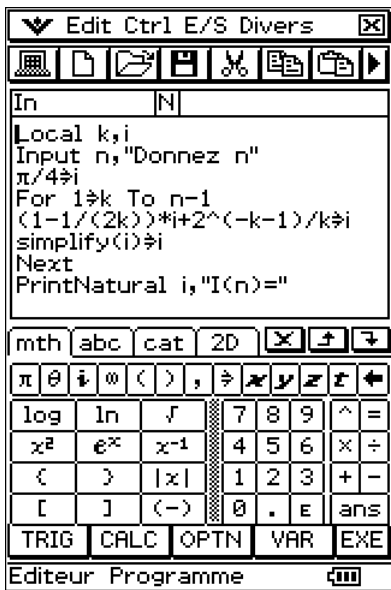 Edit Ctrl E/S Divers
In N
Local k,i
Input n,"Donnez n"
π/4⇒i
For 1⇒k To n-1
(1-1/(2k))*i+2^(-k-1)/k⇒i
simplify(i)⇒i
Next
PrintNatural i,"I(n)="
mth abc cat 2D
π θ i ∞ ( ) , ⇒ x y z t ←
log ln √ 7 8 9 ^ =
x² eˣ x⁻¹ 4 5 6 × ÷
{ } |x| 1 2 3 + −
[ ] (−) 0 . E ans
TRIG CALC OPTN VAR EXE
Editeur Programme